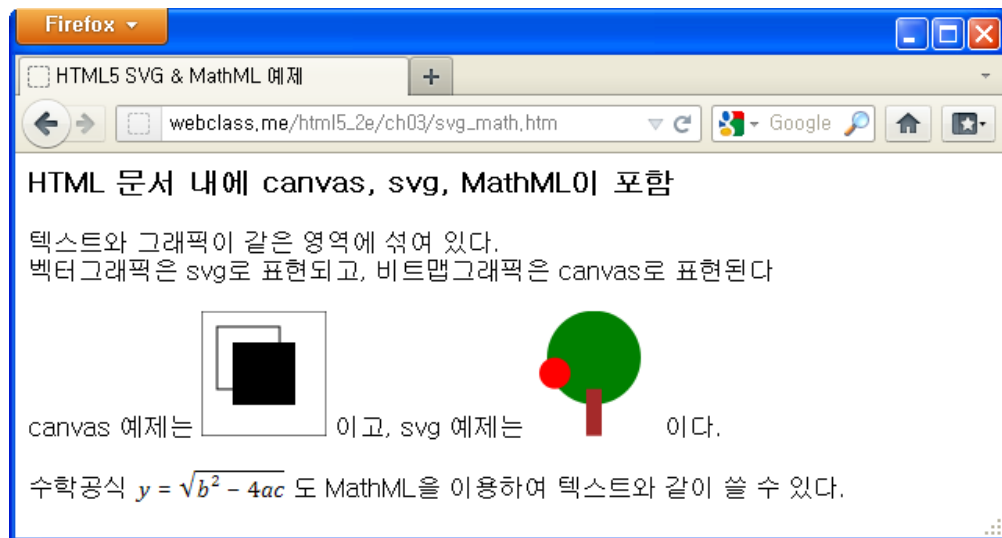 Firefox
HTML5 SVG & MathML 예제
webclass.me/html5_2e/ch03/svg_math.htm
Google
HTML 문서 내에 canvas, svg, MathML이 포함
텍스트와 그래픽이 같은 영역에 섞여 있다.
벡터그래픽은 svg로 표현되고, 비트맵그래픽은 canvas로 표현된다
canvas 예제는 이고, svg 예제는 이다.
수학공식 y = √b² − 4ac 도 MathML을 이용하여 텍스트와 같이 쓸 수 있다.